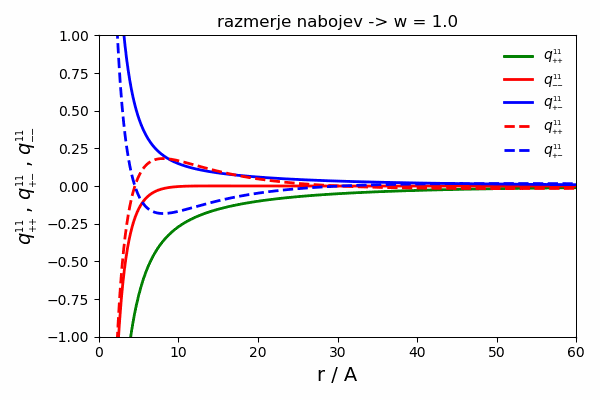 razmerje nabojev -> w = 1.0
q¹¹₊₊ , q¹¹₊₋ , q¹¹₋₋
1.00
0.75
0.50
0.25
0.00
−0.25
−0.50
−0.75
−1.00
q¹¹₊₊
q¹¹₋₋
q¹¹₊₋
q¹¹₊₊
q¹¹₊₋
0 10 20 30 40 50 60
r / A